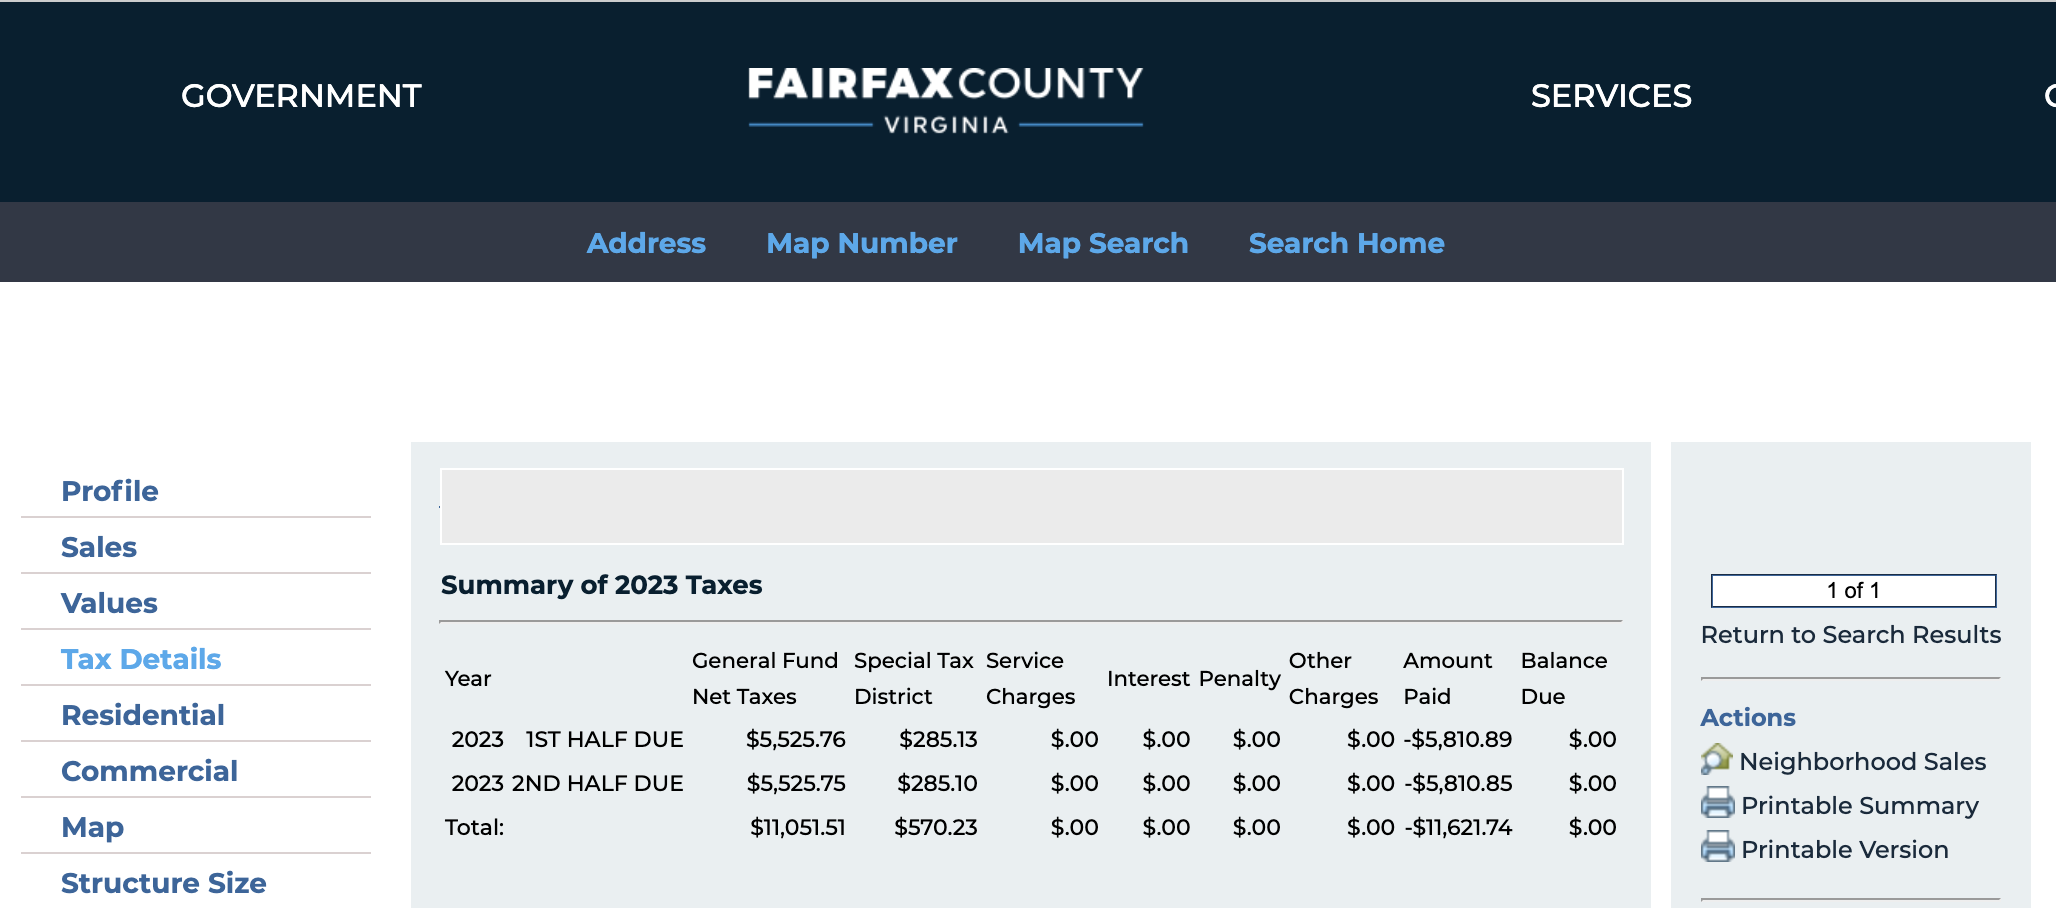 GOVERNMENT
FAIRFAX COUNTY
VIRGINIA
SERVICES
Address Map Number Map Search Search Home
Profile
Sales
Values
Tax Details
Residential
Commercial
Map
Structure Size
Summary of 2023 Taxes
Year General Fund Net Taxes Special Tax District Service Charges Interest Penalty Other Charges Amount Paid Balance Due
2023 1ST HALF DUE $5,525.76 $285.13 $.00 $.00 $.00 $.00 -$5,810.89 $.00
2023 2ND HALF DUE $5,525.75 $285.10 $.00 $.00 $.00 $.00 -$5,810.85 $.00
Total: $11,051.51 $570.23 $.00 $.00 $.00 $.00 -$11,621.74 $.00
1 of 1
Return to Search Results
Actions
Neighborhood Sales
Printable Summary
Printable Version